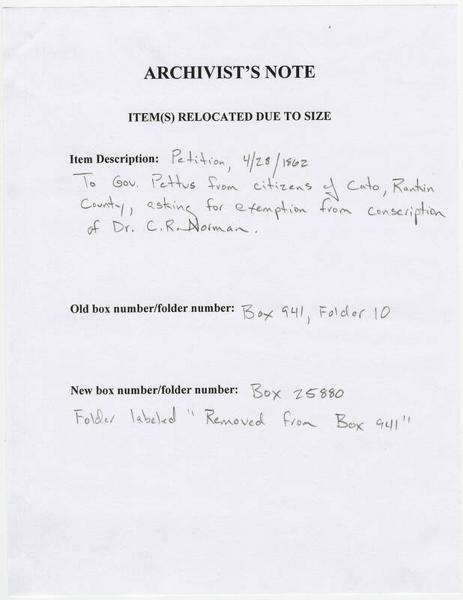 ARCHIVIST'S NOTE
ITEM(S) RELOCATED DUE TO SIZE
Item Description: Petition, 4/28/1862
To Gov. Pettus from citizens of Cato, Rankin
County, asking for exemption from conscription
of Dr. C.R. Norman.
Old box number/folder number: Box 941, Folder 10
New box number/folder number: Box 25880
Folder labeled "Removed from Box 941"